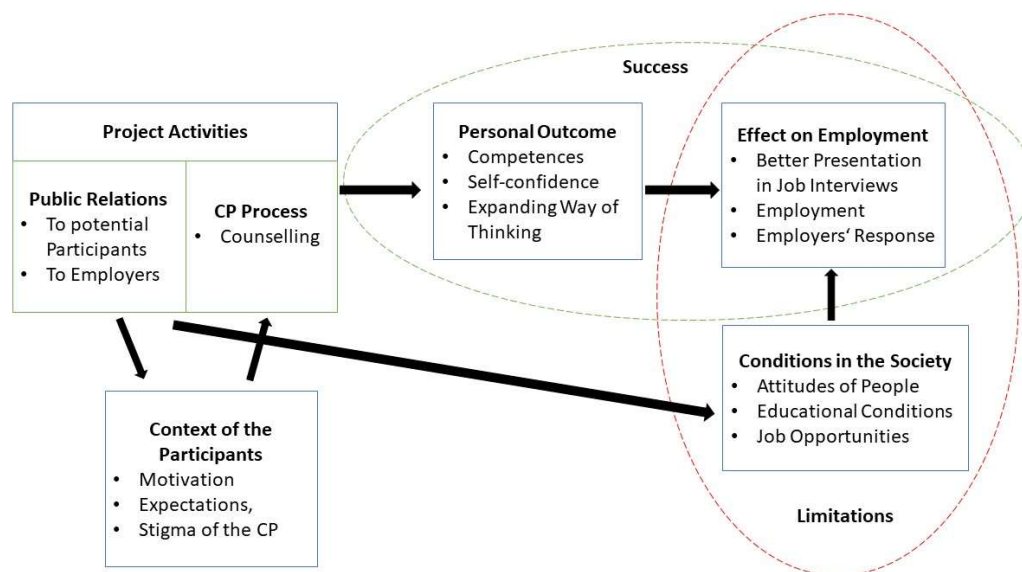 Success
Project Activities
Public Relations
• To potential
Participants
• To Employers
CP Process
• Counselling
Personal Outcome
• Competences
• Self-confidence
• Expanding Way of
Thinking
Effect on Employment
• Better Presentation
in Job Interviews
• Employment
• Employers‘ Response
Context of the
Participants
• Motivation
• Expectations,
• Stigma of the CP
Conditions in the Society
• Attitudes of People
• Educational Conditions
• Job Opportunities
Limitations